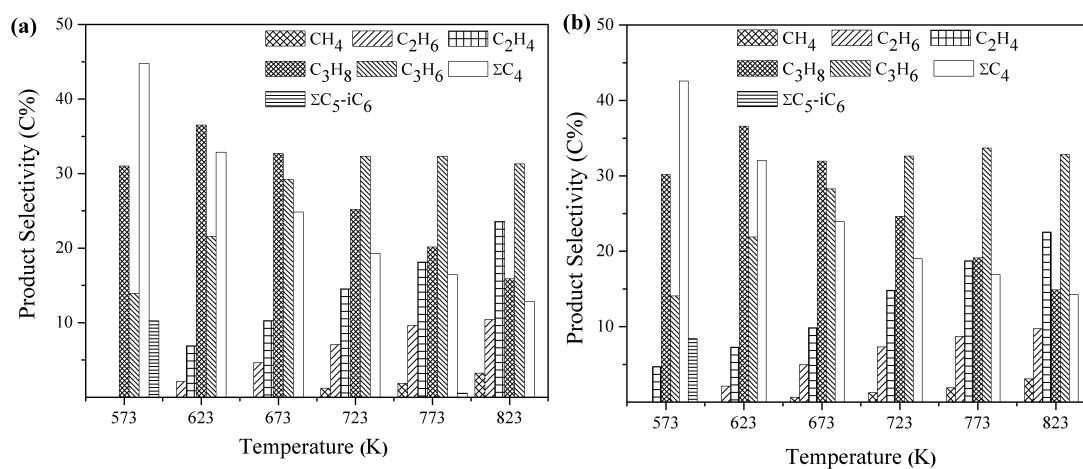 (a)
50
40
30
20
10
Product Selectivity (C%)
CH4 C2H6 C2H4
C3H8 C3H6 ΣC4
ΣC5-iC6
573 623 673 723 773 823
Temperature (K)
(b)
50
40
30
20
10
Product Selectivity (C%)
CH4 C2H6 C2H4
C3H8 C3H6 ΣC4
ΣC5-iC6
573 623 673 723 773 823
Temperature (K)